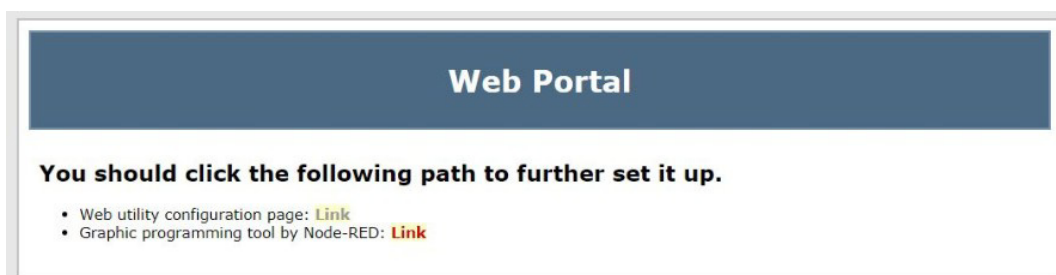 Web Portal
You should click the following path to further set it up.
Web utility configuration page: Link
Graphic programming tool by Node-RED: Link